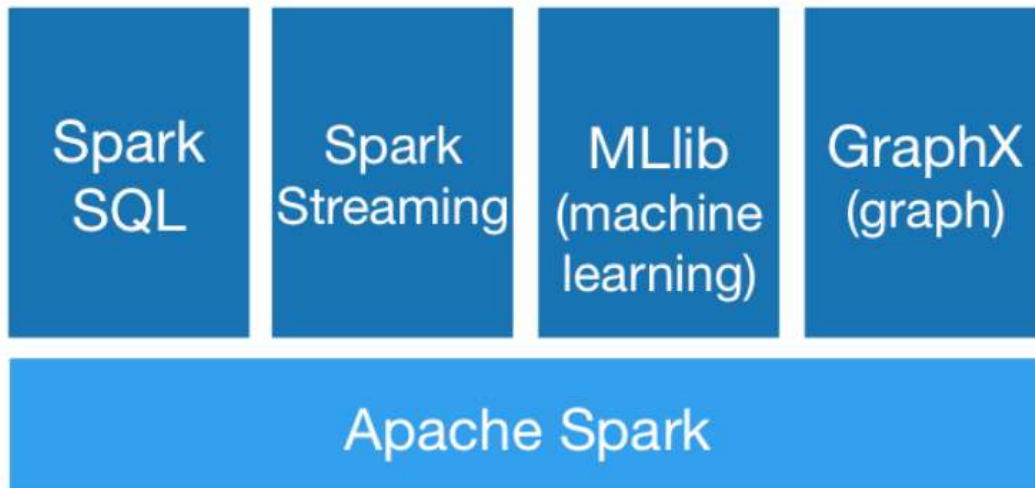 Spark
SQL
Spark
Streaming
MLlib
(machine
learning)
GraphX
(graph)
Apache Spark